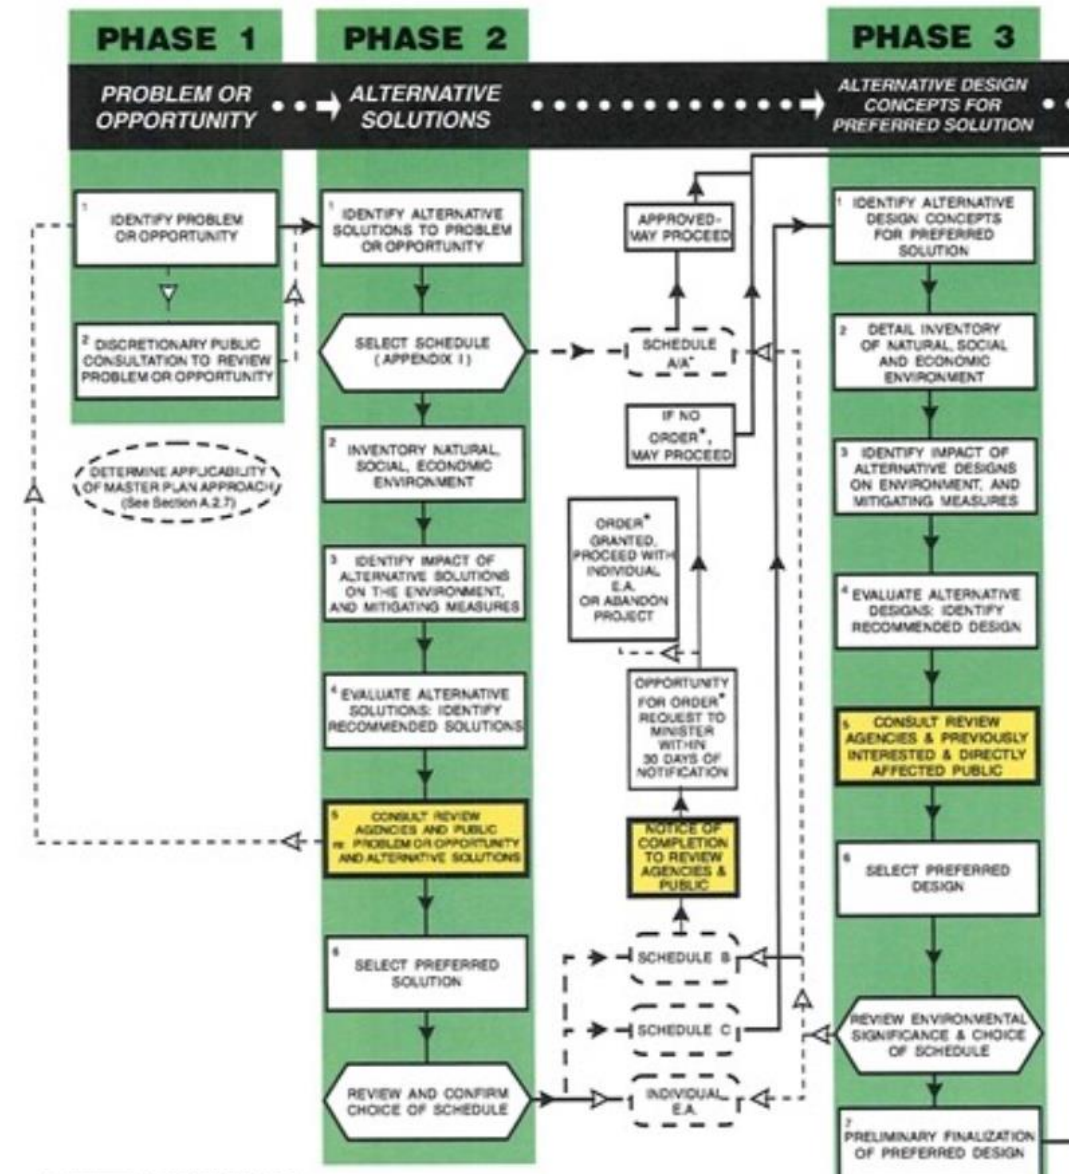 PHASE 1
PROBLEM OR
OPPORTUNITY
1
IDENTIFY PROBLEM
OR OPPORTUNITY
2 DISCRETIONARY PUBLIC
CONSULTATION TO REVIEW
PROBLEM OR OPPORTUNITY
DETERMINE APPLICABILITY
OF MASTER PLAN APPROACH
(See Section A.2.7)
PHASE 2
ALTERNATIVE
SOLUTIONS
1
IDENTIFY ALTERNATIVE
SOLUTIONS TO PROBLEM
OR OPPORTUNITY
SELECT SCHEDULE
(APPENDIX I)
2
INVENTORY NATURAL,
SOCIAL, ECONOMIC
ENVIRONMENT
3 IDENTIFY IMPACT OF
ALTERNATIVE SOLUTIONS
ON THE ENVIRONMENT,
AND MITIGATING MEASURES
4 EVALUATE ALTERNATIVE
SOLUTIONS: IDENTIFY
RECOMMENDED SOLUTIONS
5
CONSULT REVIEW
AGENCIES AND PUBLIC
re: PROBLEM OR OPPORTUNITY
AND ALTERNATIVE SOLUTIONS
6
SELECT PREFERRED
SOLUTION
REVIEW AND CONFIRM
CHOICE OF SCHEDULE
APPROVED-
MAY PROCEED
SCHEDULE
A/A+
IF NO
ORDER*,
MAY PROCEED
ORDER*
GRANTED,
PROCEED WITH
INDIVIDUAL
E.A.
OR ABANDON
PROJECT
OPPORTUNITY
FOR ORDER*
REQUEST TO
MINISTER
WITHIN
30 DAYS OF
NOTIFICATION
NOTICE OF
COMPLETION
TO REVIEW
AGENCIES &
PUBLIC
SCHEDULE B
SCHEDULE C
INDIVIDUAL
E.A.
PHASE 3
ALTERNATIVE DESIGN
CONCEPTS FOR
PREFERRED SOLUTION
1 IDENTIFY ALTERNATIVE
DESIGN CONCEPTS
FOR PREFERRED
SOLUTION
2 DETAIL INVENTORY
OF NATURAL, SOCIAL
AND ECONOMIC
ENVIRONMENT
3 IDENTIFY IMPACT OF
ALTERNATIVE DESIGNS
ON ENVIRONMENT, AND
MITIGATING MEASURES
4 EVALUATE ALTERNATIVE
DESIGNS: IDENTIFY
RECOMMENDED DESIGN
5 CONSULT REVIEW
AGENCIES & PREVIOUSLY
INTERESTED & DIRECTLY
AFFECTED PUBLIC
6
SELECT PREFERRED
DESIGN
REVIEW ENVIRONMENTAL
SIGNIFICANCE & CHOICE
OF SCHEDULE
7
PRELIMINARY FINALIZATION
OF PREFERRED DESIGN